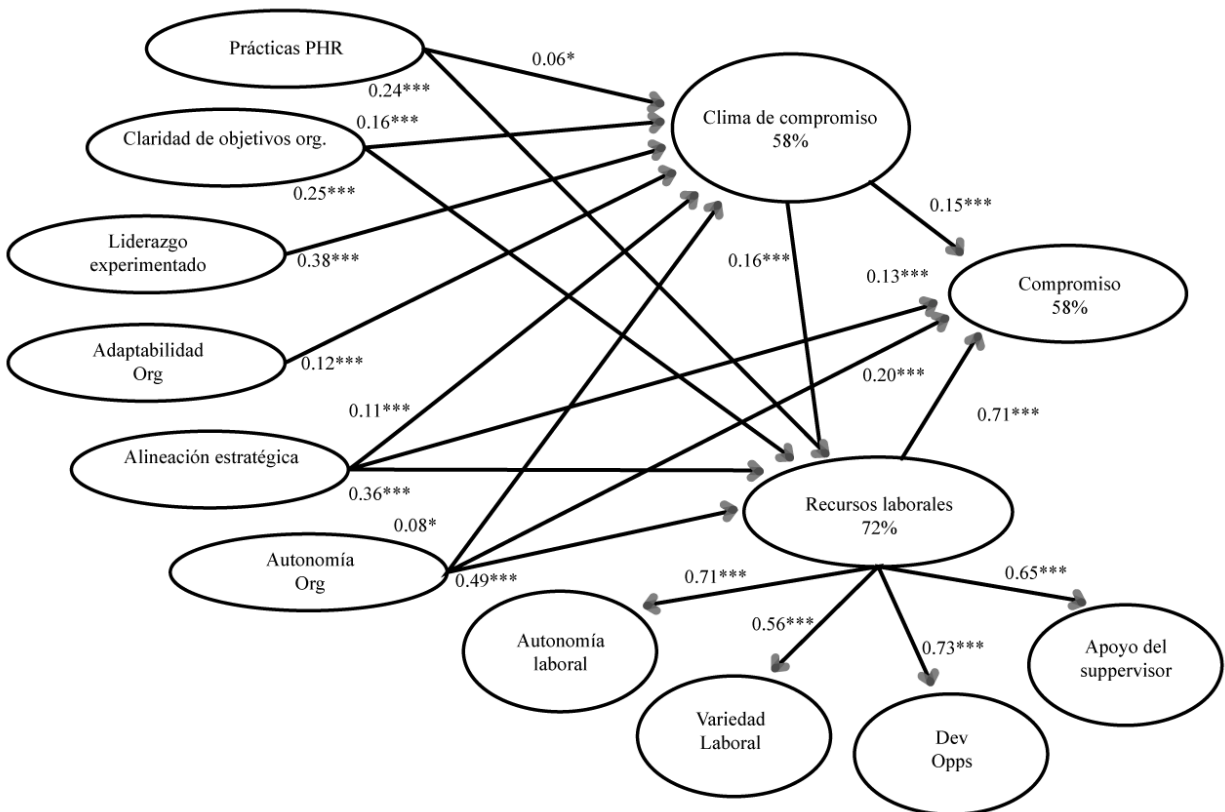 Prácticas PHR
0.06*
0.24***
Clima de compromiso
58%
Claridad de objetivos org.
0.16***
0.25***
0.15***
Liderazgo
experimentado
0.38***
0.16***
0.13***
Compromiso
58%
Adaptabilidad
Org
0.12***
0.20***
0.11***
0.71***
Alineación estratégica
0.36***
Recursos laborales
72%
0.08*
Autonomía
Org
0.49***
0.71***
0.65***
0.56***
0.73***
Autonomía
laboral
Apoyo del
suppervisor
Variedad
Laboral
Dev
Opps